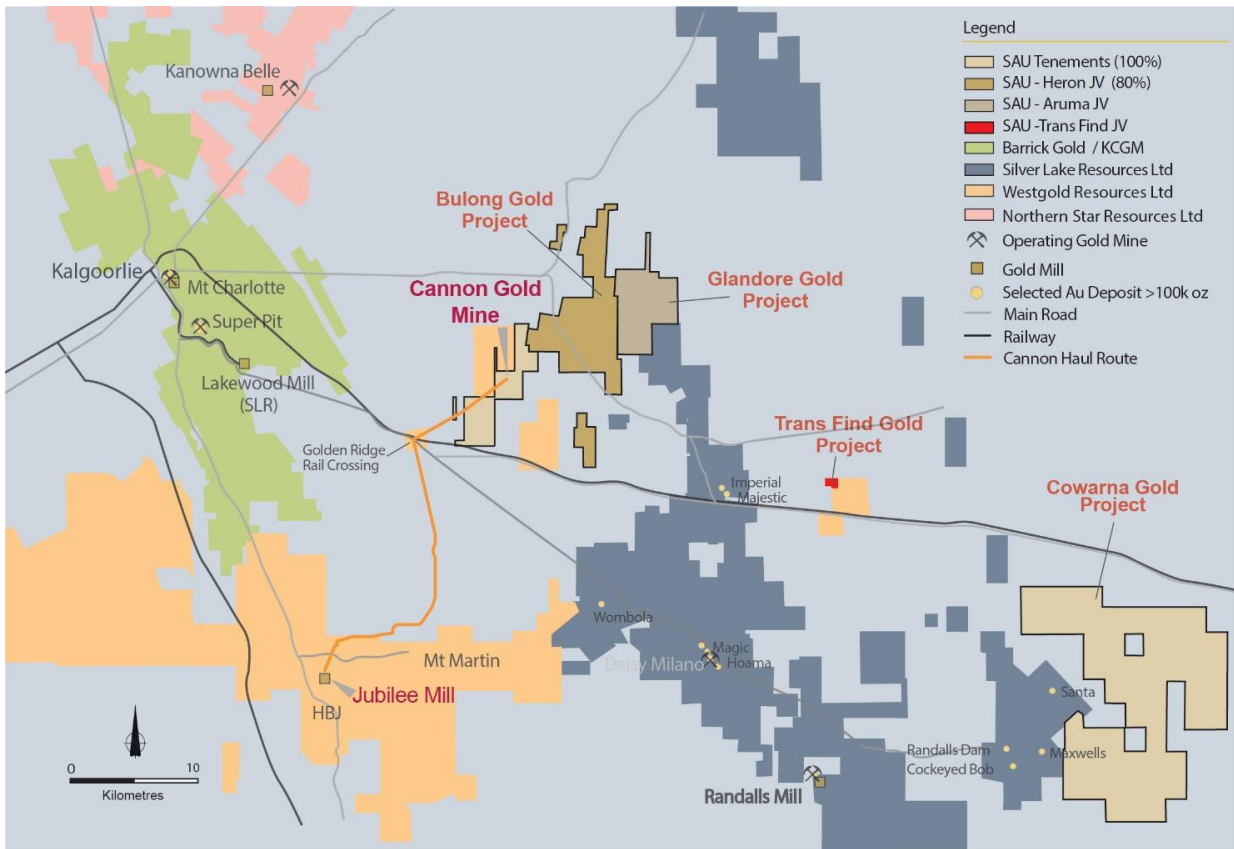 Legend
SAU Tenements (100%)
SAU - Heron JV (80%)
SAU - Aruma JV
SAU -Trans Find JV
Barrick Gold / KCGM
Silver Lake Resources Ltd
Westgold Resources Ltd
Northern Star Resources Ltd
Operating Gold Mine
Gold Mill
Selected Au Deposit >100k oz
Main Road
Railway
Cannon Haul Route
Kanowna Belle
Bulong Gold
Project
Kalgoorlie
Mt Charlotte
Cannon Gold
Mine
Glandore Gold
Project
Super Pit
Lakewood Mill
(SLR)
Golden Ridge
Rail Crossing
Trans Find Gold
Project
Imperial
Majestic
Cowarna Gold
Project
Wombola
Magic
Daisy Milano
Hoama
Mt Martin
Jubilee Mill
HBJ
Santa
Randalls Dam
Maxwells
Cockeyed Bob
Randalls Mill
0 10
Kilometres